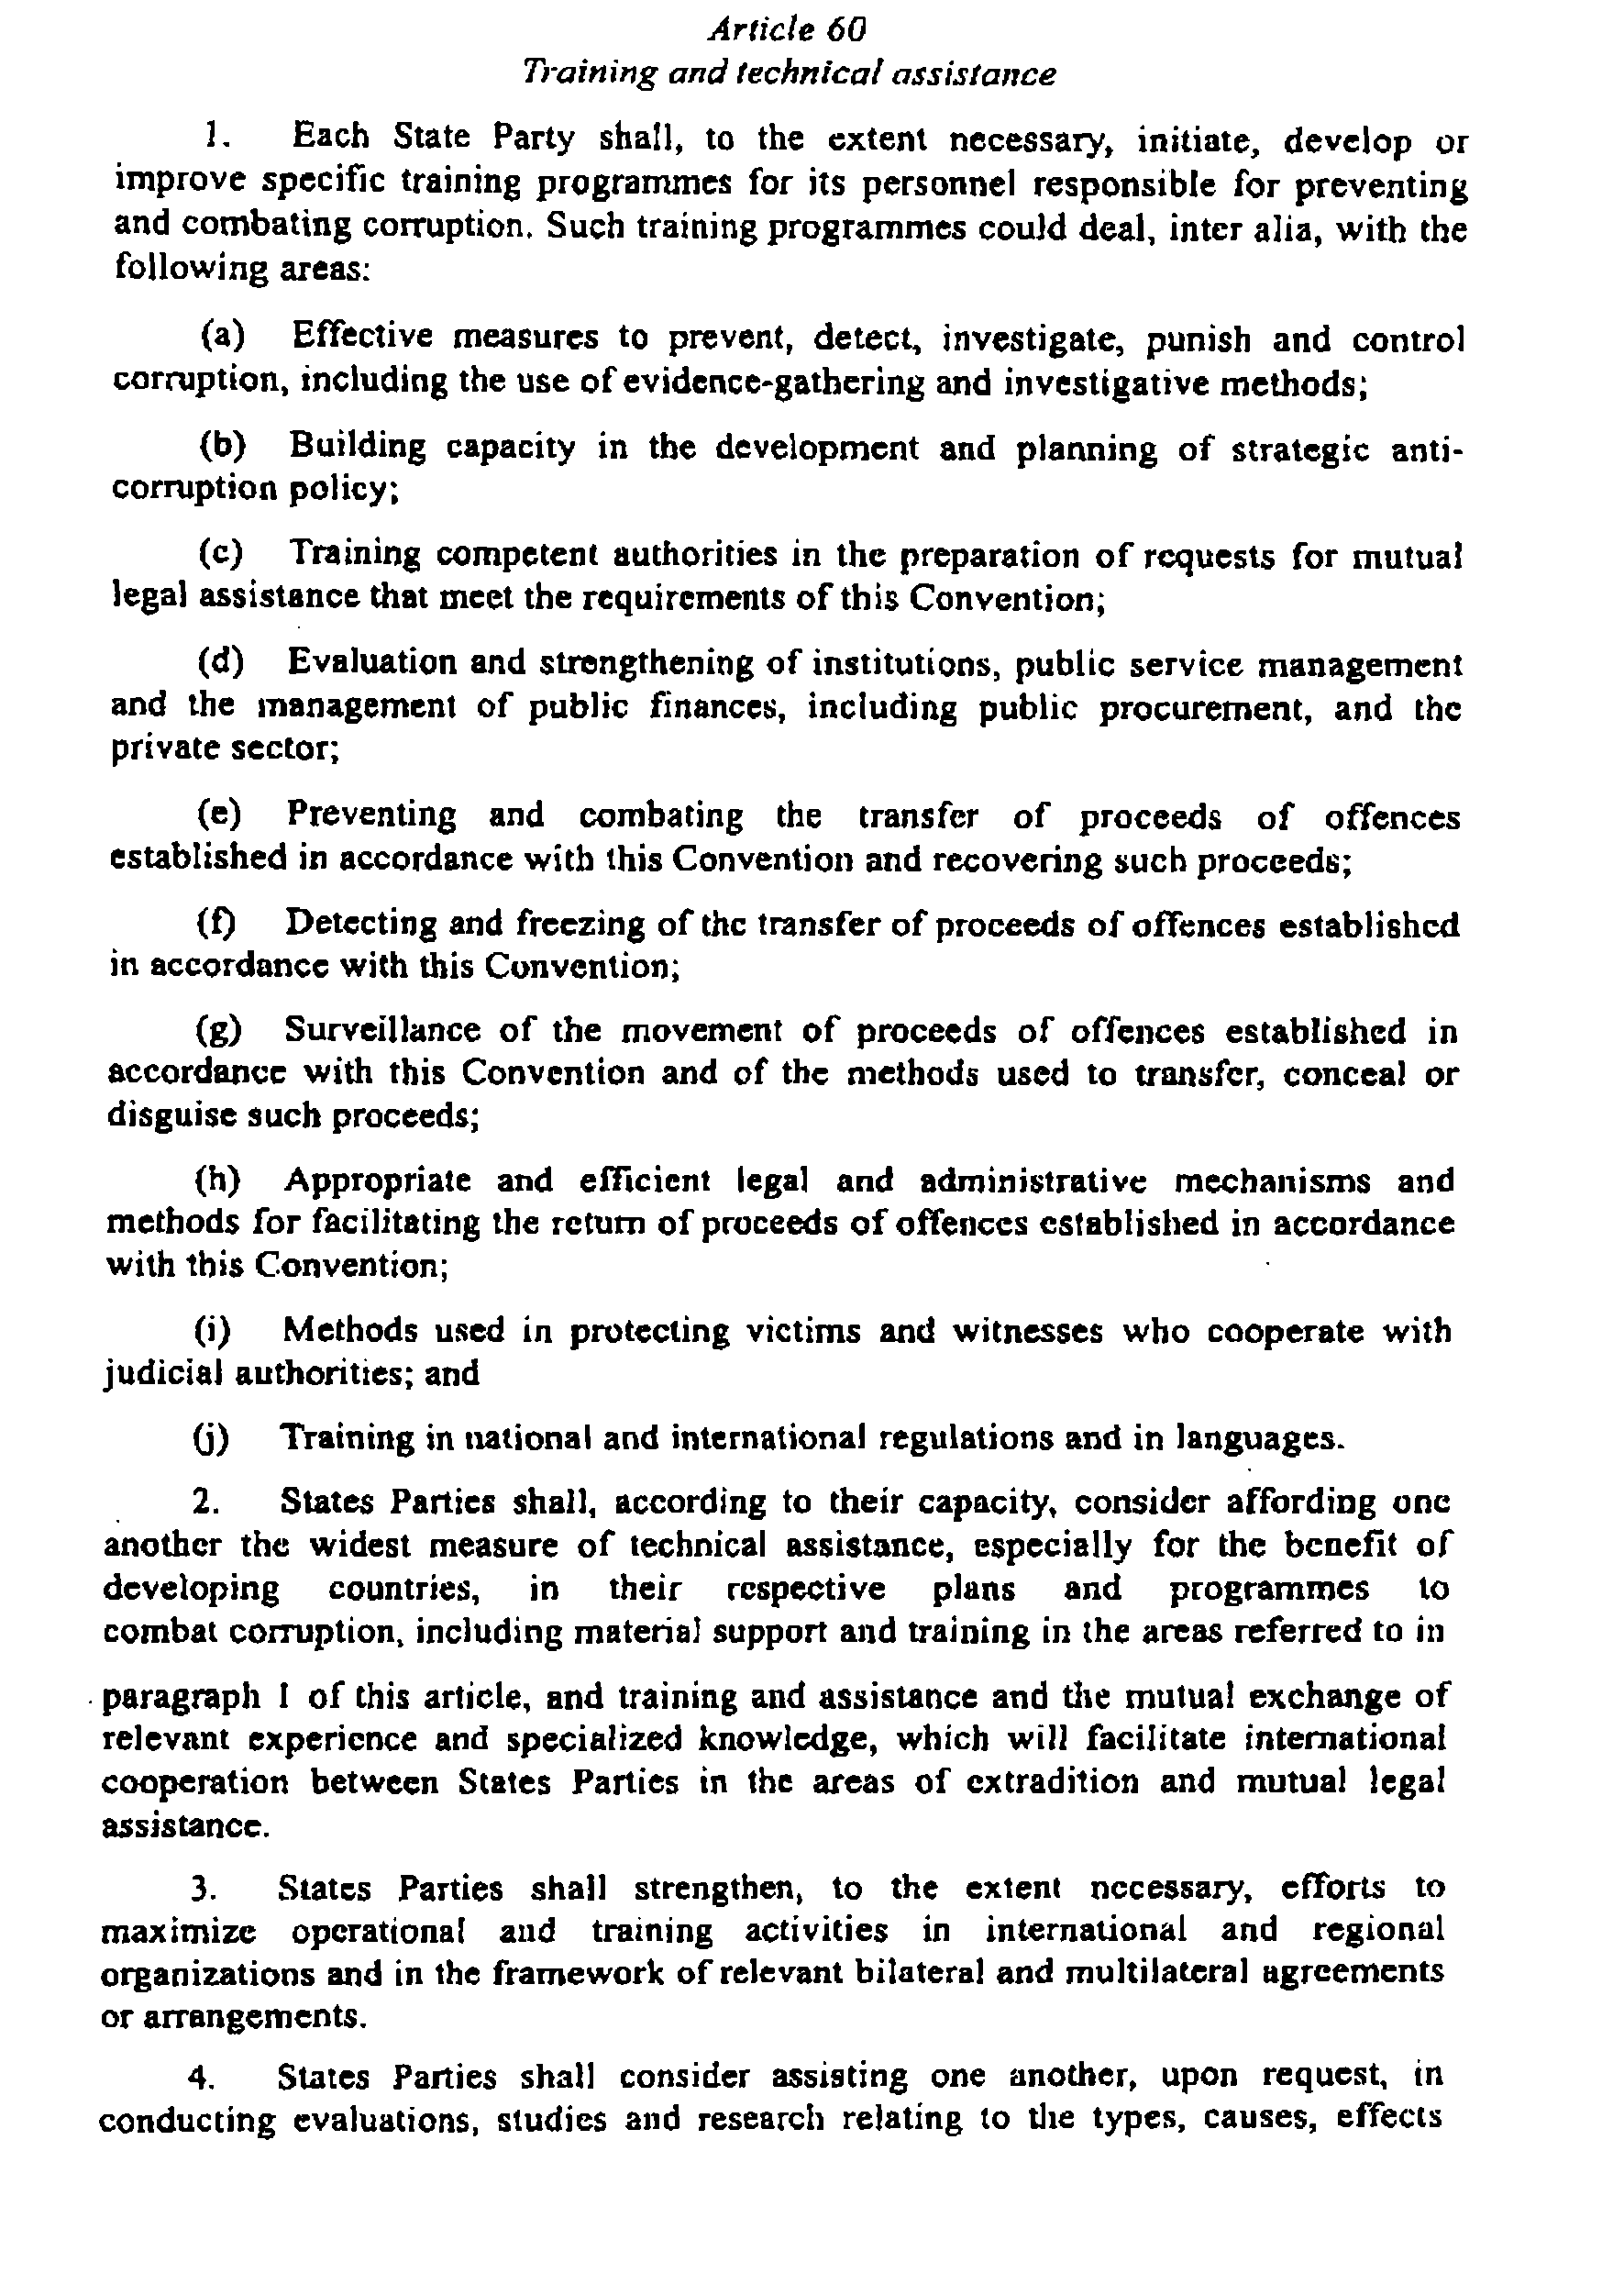 Article 60
Training and technical assistance
1. Each State Party shall, to the extent necessary, initiate, develop or
improve specific training programmes for its personnel responsible for preventing
and combating corruption. Such training programmes could deal, inter alia, with the
following areas:
(a) Effective measures to prevent, detect, investigate, punish and control
corruption, including the use of evidence-gathering and investigative methods;
(b) Building capacity in the development and planning of strategic anti-
corruption policy;
(c) Training competent authorities in the preparation of requests for mutual
legal assistance that meet the requirements of this Convention;
(d) Evaluation and strengthening of institutions, public service management
and the management of public finances, including public procurement, and the
private sector;
(e) Preventing and combating the transfer of proceeds of offences
established in accordance with this Convention and recovering such proceeds;
(f) Detecting and freezing of the transfer of proceeds of offences established
in accordance with this Convention;
(g) Surveillance of the movement of proceeds of offences established in
accordance with this Convention and of the methods used to transfer, conceal or
disguise such proceeds;
(h) Appropriate and efficient legal and administrative mechanisms and
methods for facilitating the return of proceeds of offences established in accordance
with this Convention;
(i) Methods used in protecting victims and witnesses who cooperate with
judicial authorities; and
(j) Training in national and international regulations and in languages.
2. States Parties shall, according to their capacity, consider affording one
another the widest measure of technical assistance, especially for the benefit of
developing countries, in their respective plans and programmes to
combat corruption, including material support and training in the areas referred to in
paragraph 1 of this article, and training and assistance and the mutual exchange of
relevant experience and specialized knowledge, which will facilitate international
cooperation between States Parties in the areas of extradition and mutual legal
assistance.
3. States Parties shall strengthen, to the extent necessary, efforts to
maximize operational and training activities in international and regional
organizations and in the framework of relevant bilateral and multilateral agreements
or arrangements.
4. States Parties shall consider assisting one another, upon request, in
conducting evaluations, studies and research relating to the types, causes, effects